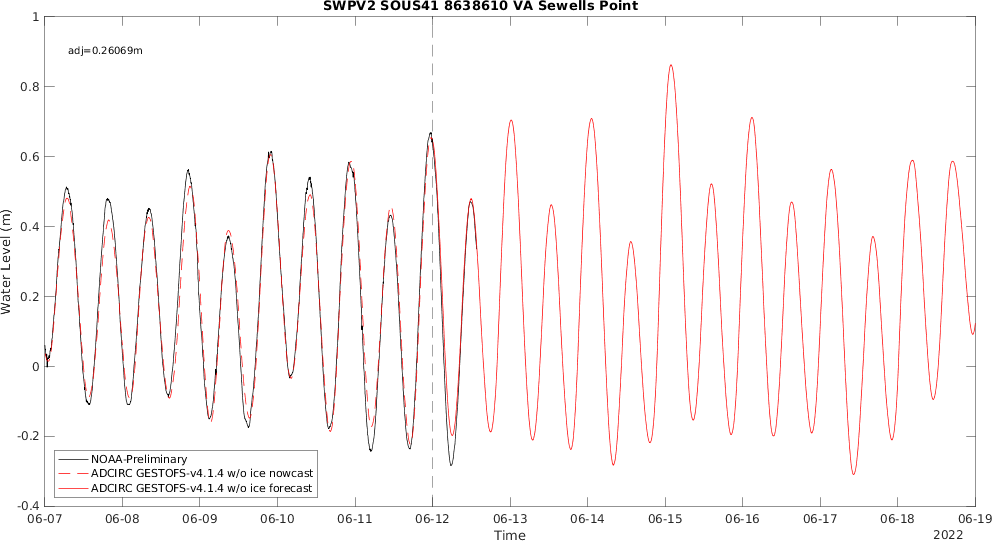 SWPV2 SOUS41 8638610 VA Sewells Point
adj=0.26069m
1
0.8
0.6
0.4
0.2
0
-0.2
-0.4
Water Level (m)
NOAA-Preliminary
ADCIRC GESTOFS-v4.1.4 w/o ice nowcast
ADCIRC GESTOFS-v4.1.4 w/o ice forecast
06-07 06-08 06-09 06-10 06-11 06-12 06-13 06-14 06-15 06-16 06-17 06-18 06-19
Time
2022